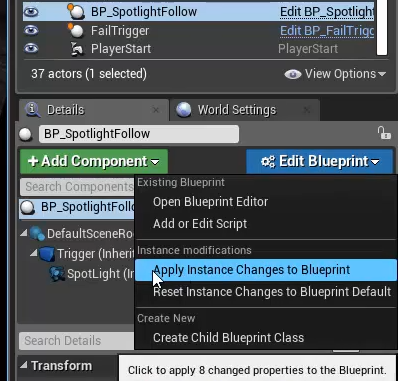 BP_SpotlightFollow Edit BP_Spotlight
FailTrigger Edit BP_FailTrigg
PlayerStart PlayerStart
37 actors (1 selected) View Options
Details World Settings
BP_SpotlightFollow
+Add Component Edit Blueprint
Search Components
Existing Blueprint
BP_SpotlightFoll Open Blueprint Editor
Add or Edit Script
DefaultSceneRo
Instance modifications
Trigger (Inherit
SpotLight (In Apply Instance Changes to Blueprint
Reset Instance Changes to Blueprint Default
Create New
Create Child Blueprint Class
Search Details
Transform Click to apply 8 changed properties to the Blueprint.